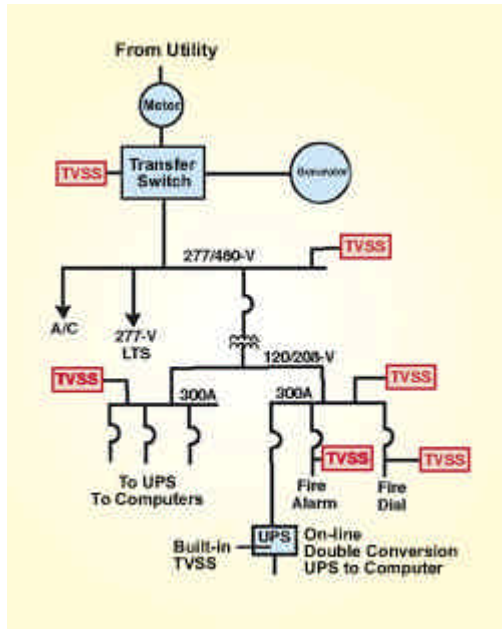 From Utility
Meter
Transfer
Switch
TVSS
Generator
TVSS
277/480-V
A/C
277-V
LTS
120/208-V
TVSS
300A
300A
TVSS
To UPS
To Computers
TVSS
Fire
Alarm
TVSS
Fire
Dial
Built-in
TVSS
UPS
On-line
Double Conversion
UPS to Computer